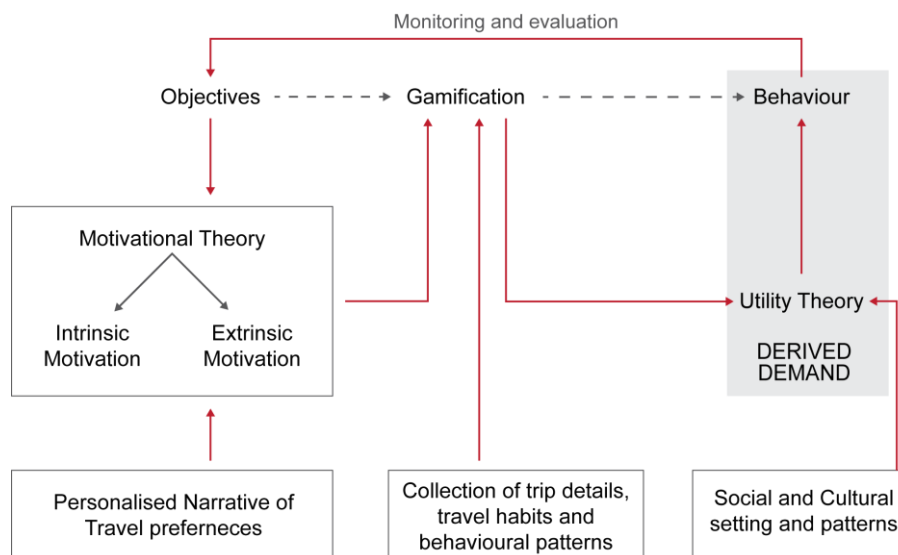 Monitoring and evaluation
Objectives
Gamification
Behaviour
Motivational Theory
Intrinsic
Motivation
Extrinsic
Motivation
Utility Theory
DERIVED
DEMAND
Personalised Narrative of
Travel preferneces
Collection of trip details,
travel habits and
behavioural patterns
Social and Cultural
setting and patterns